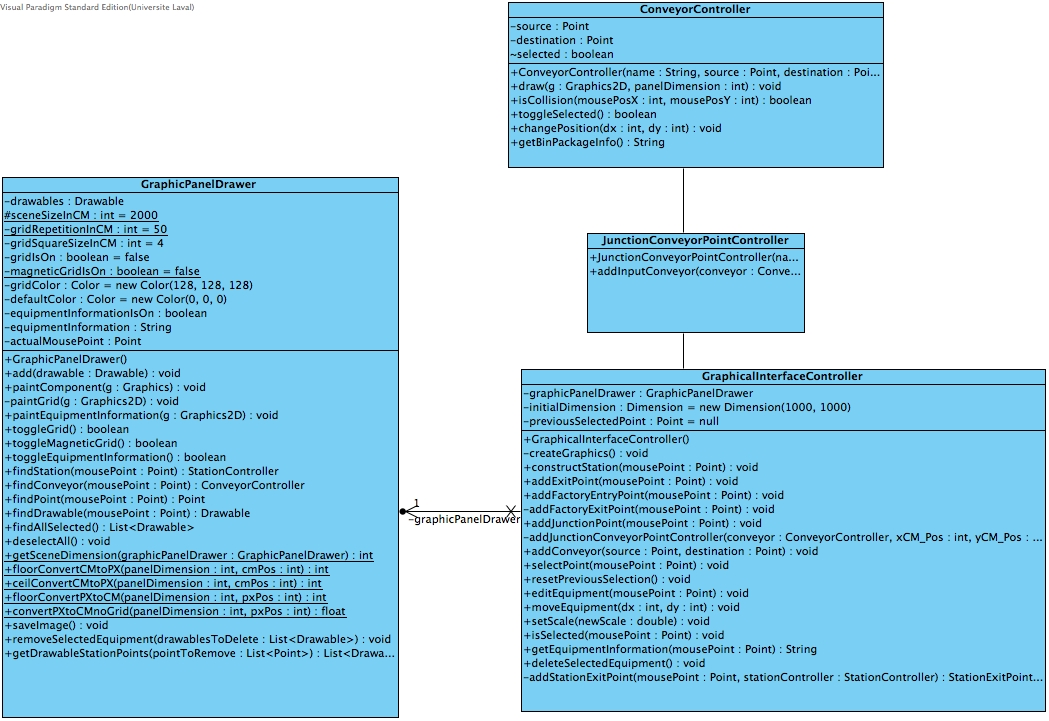 Visual Paradigm Standard Edition(Universite Laval)
ConveyorController
-source : Point
-destination : Point
~selected : boolean
+ConveyorController(name : String, source : Point, destination : Poi...
+draw(g : Graphics2D, panelDimension : int) : void
+isCollision(mousePosX : int, mousePosY : int) : boolean
+toggleSelected() : boolean
+changePosition(dx : int, dy : int) : void
+getBinPackageInfo() : String
GraphicPanelDrawer
-drawables : Drawable
#sceneSizeInCM : int = 2000
-gridRepetitionInCM : int = 50
-gridSquareSizeInCM : int = 4
-gridIsOn : boolean = false
-magneticGridIsOn : boolean = false
-gridColor : Color = new Color(128, 128, 128)
-defaultColor : Color = new Color(0, 0, 0)
-equipmentInformationIsOn : boolean
-equipmentInformation : String
-actualMousePoint : Point
+GraphicPanelDrawer()
+add(drawable : Drawable) : void
+paintComponent(g : Graphics) : void
-paintGrid(g : Graphics2D) : void
+paintEquipmentInformation(g : Graphics2D) : void
+toggleGrid() : boolean
+toggleMagneticGrid() : boolean
+toggleEquipmentInformation() : boolean
+findStation(mousePoint : Point) : StationController
+findConveyor(mousePoint : Point) : ConveyorController
+findPoint(mousePoint : Point) : Point
+findDrawable(mousePoint : Point) : Drawable
+findAllSelected() : List<Drawable>
+deselectAll() : void
+getSceneDimension(graphicPanelDrawer : GraphicPanelDrawer) : int
+floorConvertCMtoPX(panelDimension : int, cmPos : int) : int
+ceilConvertCMtoPX(panelDimension : int, cmPos : int) : int
+floorConvertPXtoCM(panelDimension : int, pxPos : int) : int
+convertPXtoCMnoGrid(panelDimension : int, pxPos : int) : float
+saveImage() : void
+removeSelectedEquipment(drawablesToDelete : List<Drawable>) : void
+getDrawableStationPoints(pointToRemove : List<Point>) : List<Drawa...
JunctionConveyorPointController
+JunctionConveyorPointController(na...
+addInputConveyor(conveyor : Conve...
1
-graphicPanelDrawer
GraphicalInterfaceController
-graphicPanelDrawer : GraphicPanelDrawer
-initialDimension : Dimension = new Dimension(1000, 1000)
-previousSelectedPoint : Point = null
+GraphicalInterfaceController()
-createGraphics() : void
+constructStation(mousePoint : Point) : void
+addExitPoint(mousePoint : Point) : void
+addFactoryEntryPoint(mousePoint : Point) : void
-addFactoryExitPoint(mousePoint : Point) : void
+addJunctionPoint(mousePoint : Point) : void
-addJunctionConveyorPointController(conveyor : ConveyorController, xCM_Pos : int, yCM_Pos : ...
+addConveyor(source : Point, destination : Point) : void
+selectPoint(mousePoint : Point) : void
+resetPreviousSelection() : void
+editEquipment(mousePoint : Point) : void
+moveEquipment(dx : int, dy : int) : void
+setScale(newScale : double) : void
+isSelected(mousePoint : Point) : void
+getEquipmentInformation(mousePoint : Point) : String
+deleteSelectedEquipment() : void
-addStationExitPoint(mousePoint : Point, stationController : StationController) : StationExitPoint...